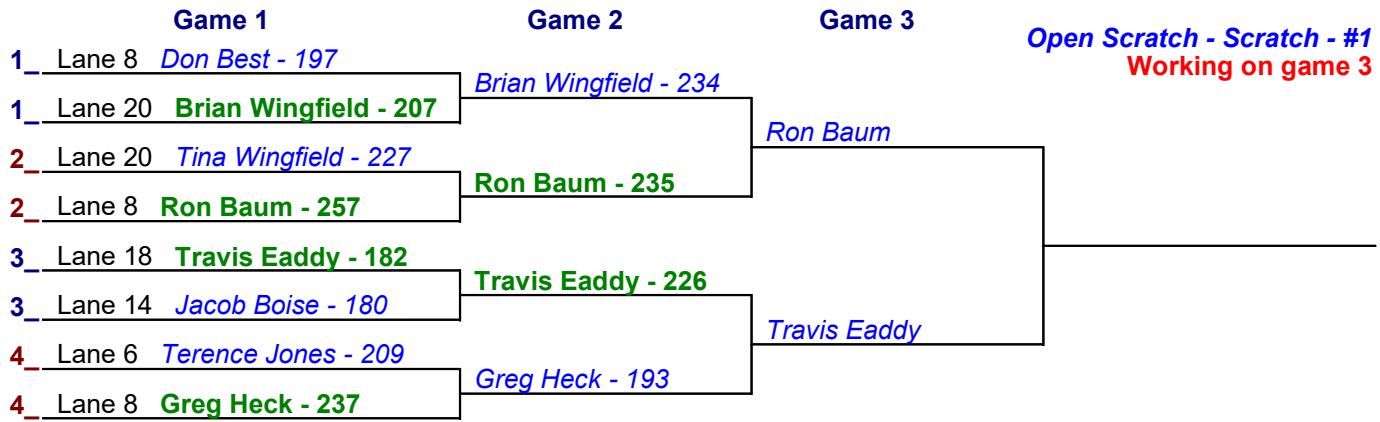 Game 1 Game 2 Game 3
Open Scratch - Scratch - #1
Working on game 3
1_ Lane 8 Don Best - 197
Brian Wingfield - 234
1_ Lane 20 Brian Wingfield - 207
Ron Baum
2_ Lane 20 Tina Wingfield - 227
Ron Baum - 235
2_ Lane 8 Ron Baum - 257
3_ Lane 18 Travis Eaddy - 182
Travis Eaddy - 226
3_ Lane 14 Jacob Boise - 180
Travis Eaddy
4_ Lane 6 Terence Jones - 209
Greg Heck - 193
4_ Lane 8 Greg Heck - 237